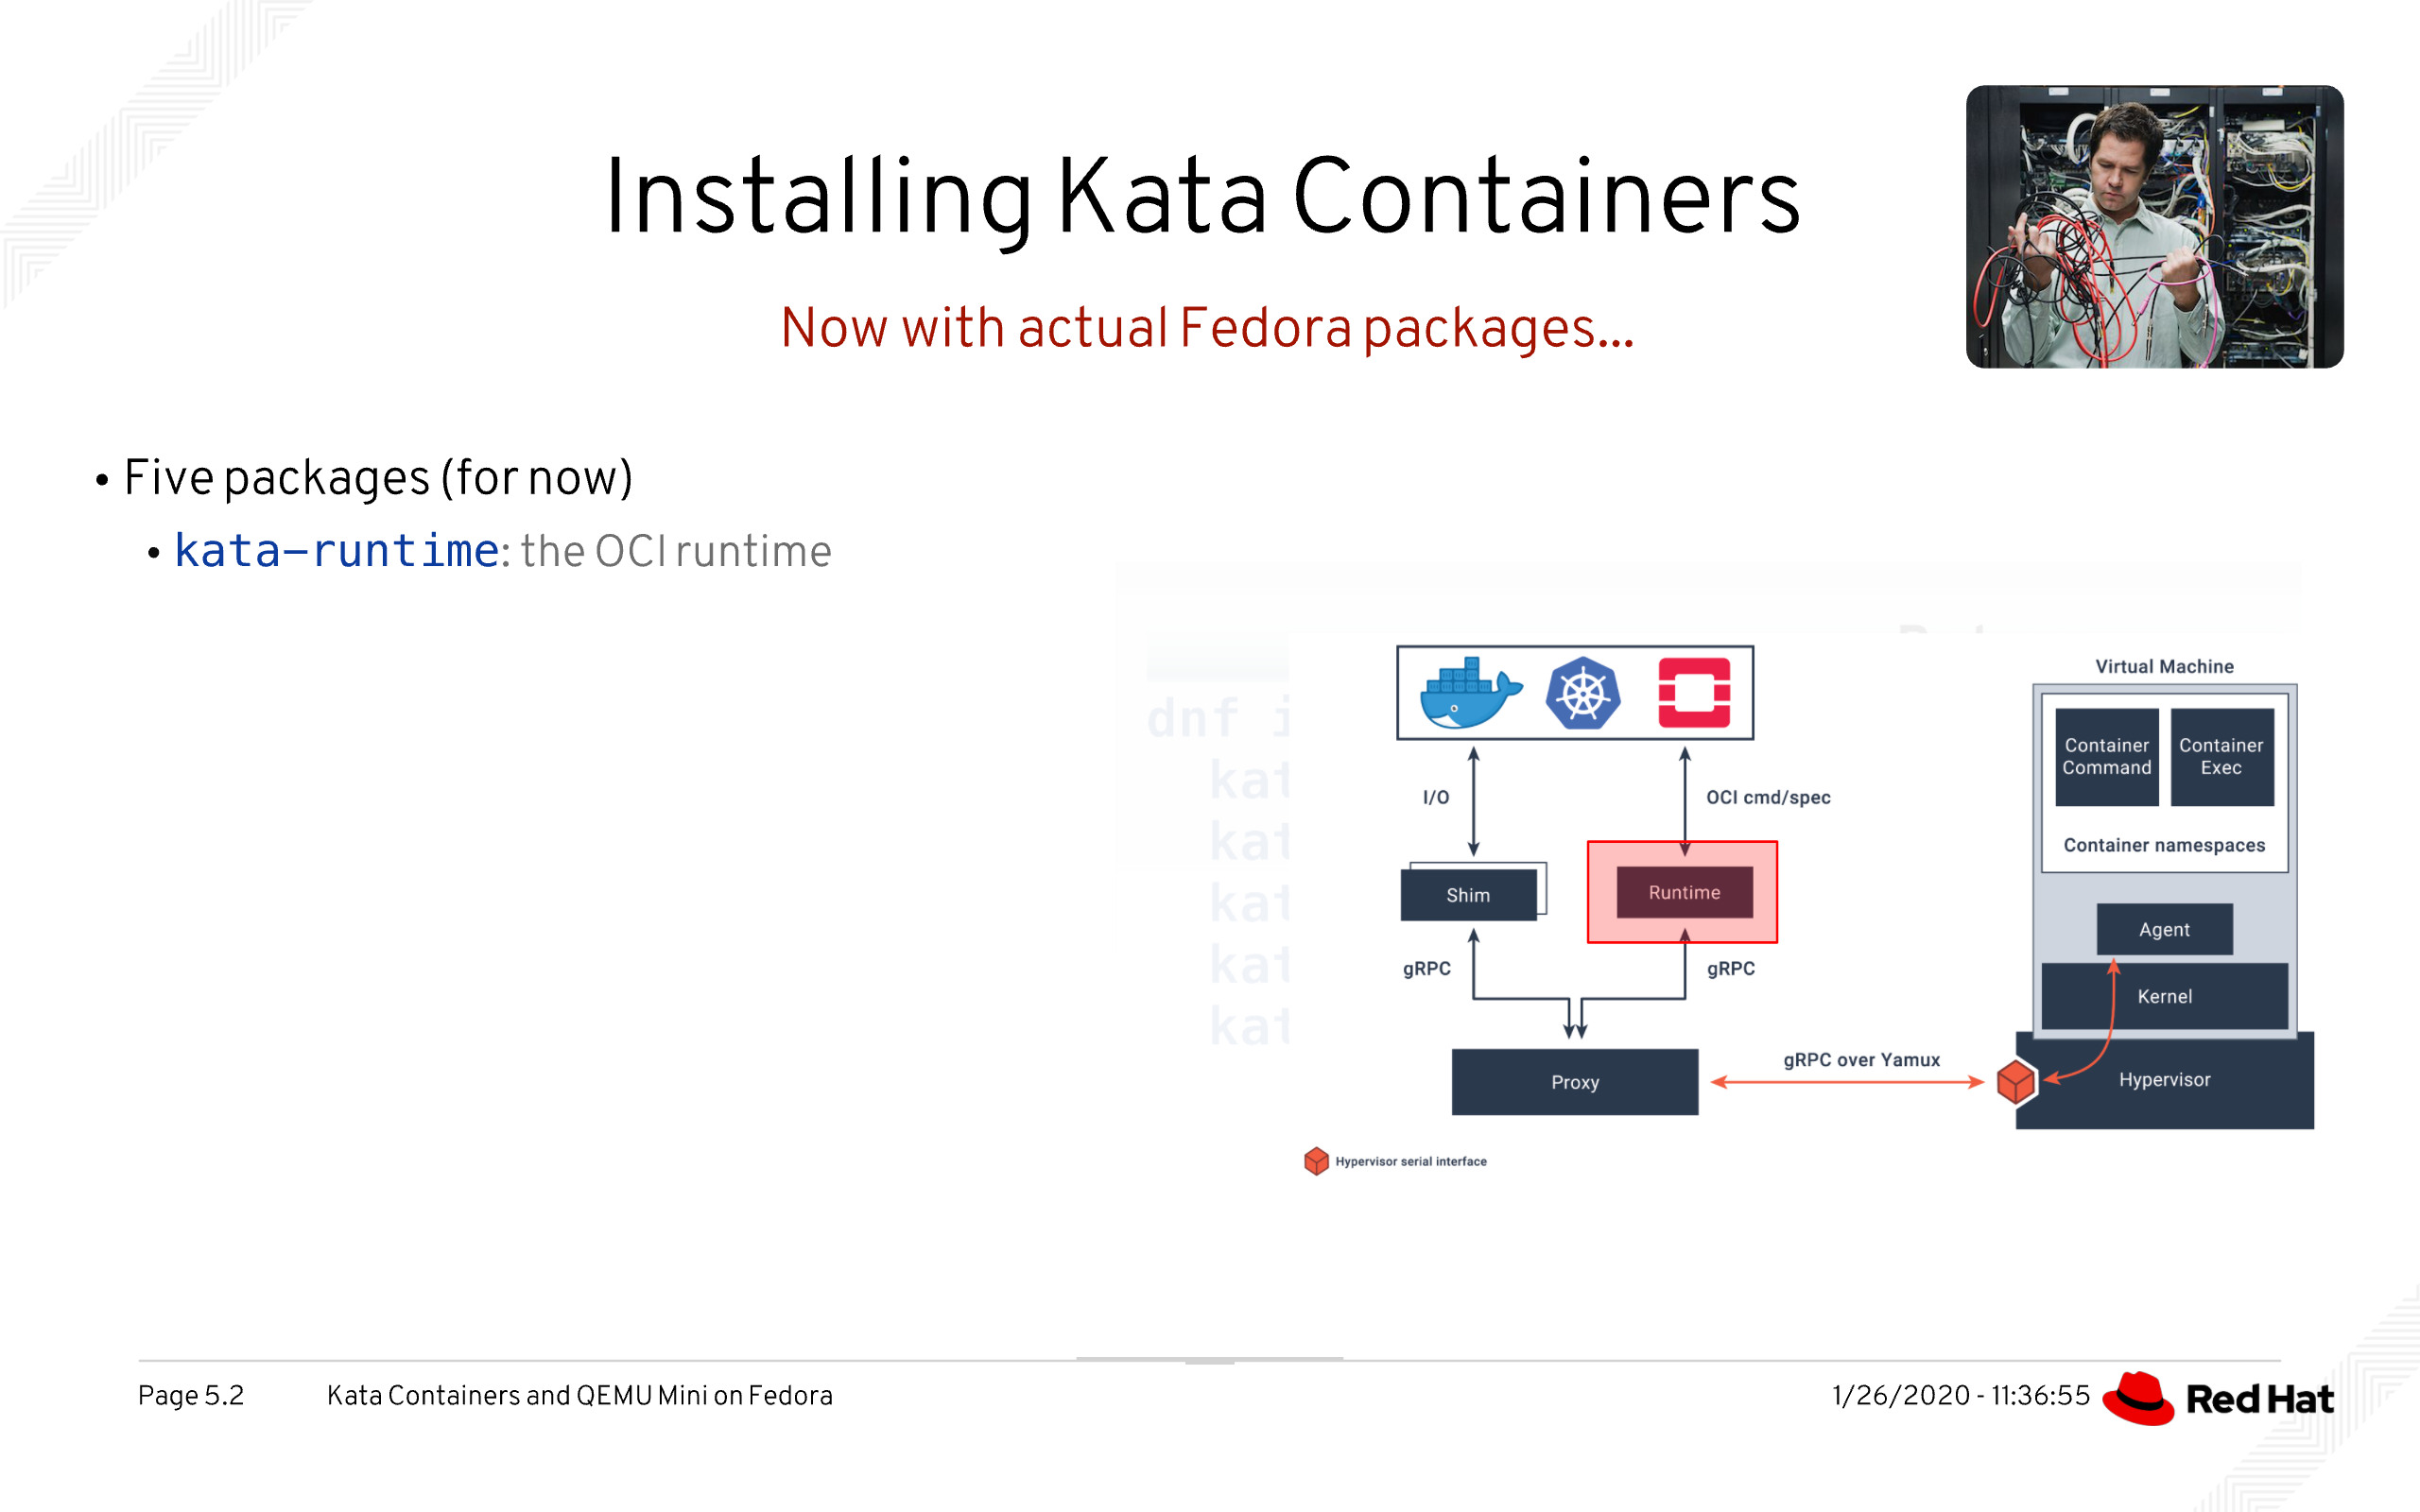 Installing Kata Containers
Now with actual Fedora packages...
• Five packages (for now)
• kata-runtime: the OCI runtime
dnf i
kat
kat
kat
kat
kat
Virtual Machine
Container Command
Container Exec
Container namespaces
I/O
OCI cmd/spec
Shim
Runtime
Agent
gRPC
gRPC
Kernel
Proxy
gRPC over Yamux
Hypervisor
Hypervisor serial interface
Page 5.2
Kata Containers and QEMU Mini on Fedora
1/26/2020 - 11:36:55
Red Hat